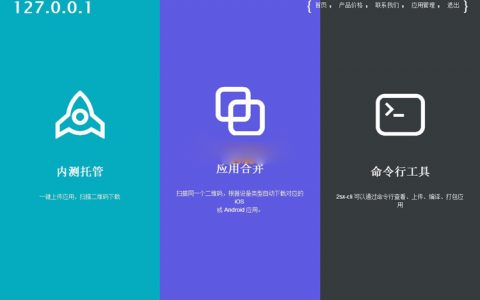 127.0.0.1
{ 首页 , 产品价格 , 联系我们 , 应用管理 , 退出 }
内测托管
一键上传应用，扫描二维码下载
应用合并
扫描同一个二维码，根据设备类型自动下载对应的
iOS
或 Android 应用。
命令行工具
可以通过命令行查看、上传、编译、打包应
用